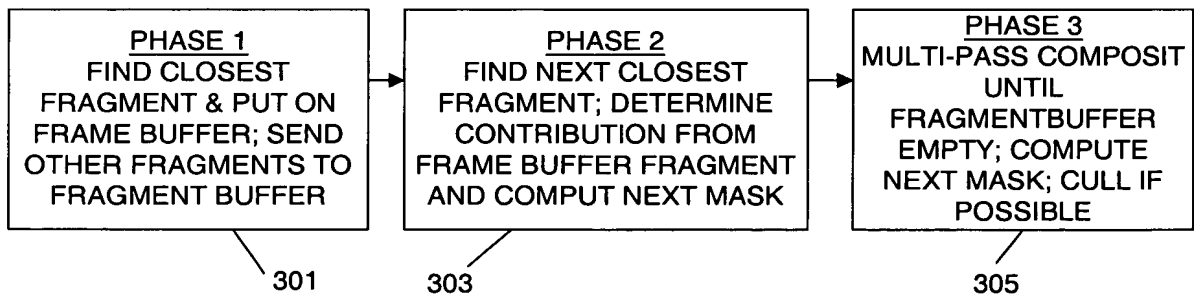 PHASE 1
FIND CLOSEST
FRAGMENT & PUT ON
FRAME BUFFER; SEND
OTHER FRAGMENTS TO
FRAGMENT BUFFER
PHASE 2
FIND NEXT CLOSEST
FRAGMENT; DETERMINE
CONTRIBUTION FROM
FRAME BUFFER FRAGMENT
AND COMPUT NEXT MASK
PHASE 3
MULTI-PASS COMPOSIT
UNTIL
FRAGMENTBUFFER
EMPTY; COMPUTE
NEXT MASK; CULL IF
POSSIBLE
301
303
305